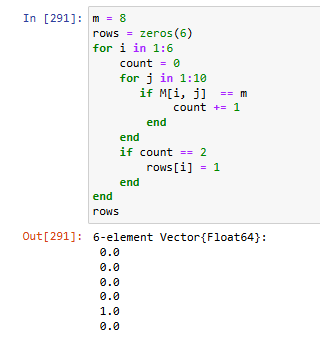 In [291]: m = 8
rows = zeros(6)
for i in 1:6
    count = 0
    for j in 1:10
       if M[i, j]  == m
            count += 1
        end
    end
    if count == 2
        rows[i] = 1
    end
end
rows
Out[291]: 6-element Vector{Float64}:
 0.0
 0.0
 0.0
 0.0
 1.0
 0.0